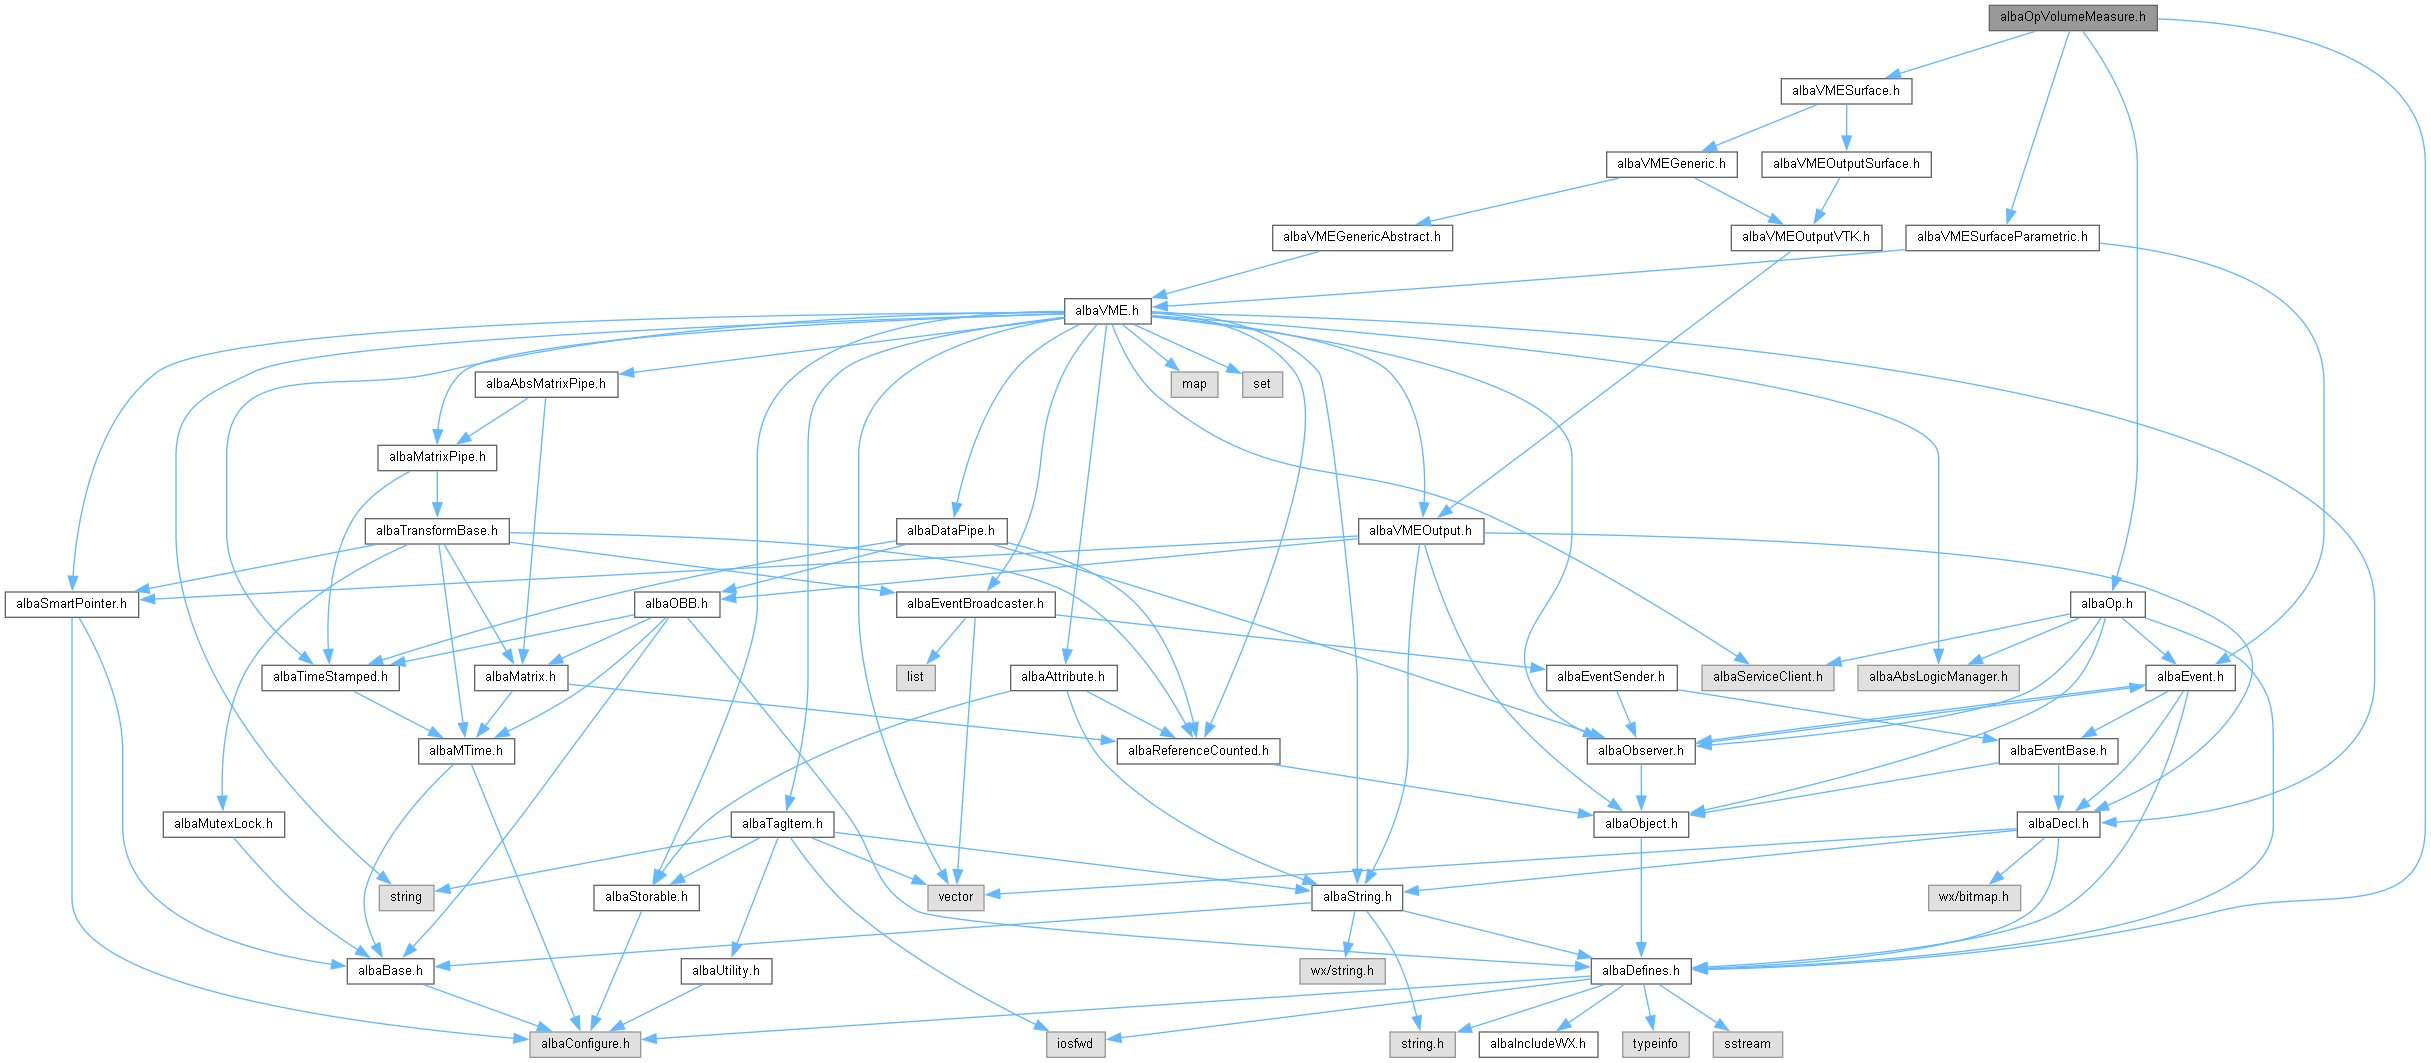 albaOpVolumeMeasure.h
albaVMESurface.h
albaVMEGeneric.h
albaVMEOutputSurface.h
albaVMEGenericAbstract.h
albaVMEOutputVTK.h
albaVMESurfaceParametric.h
albaVME.h
albaAbsMatrixPipe.h
map
set
albaMatrixPipe.h
albaTransformBase.h
albaDataPipe.h
albaVMEOutput.h
albaSmartPointer.h
albaOBB.h
albaEventBroadcaster.h
albaOp.h
albaTimeStamped.h
albaMatrix.h
list
albaAttribute.h
albaEventSender.h
albaServiceClient.h
albaAbsLogicManager.h
albaEvent.h
albaMTime.h
albaReferenceCounted.h
albaObserver.h
albaEventBase.h
albaMutexLock.h
albaTagItem.h
albaObject.h
albaDecl.h
string
albaStorable.h
vector
albaString.h
wx/bitmap.h
albaBase.h
albaUtility.h
wx/string.h
albaDefines.h
albaConfigure.h
iosfwd
string.h
albaIncludeWX.h
typeinfo
sstream